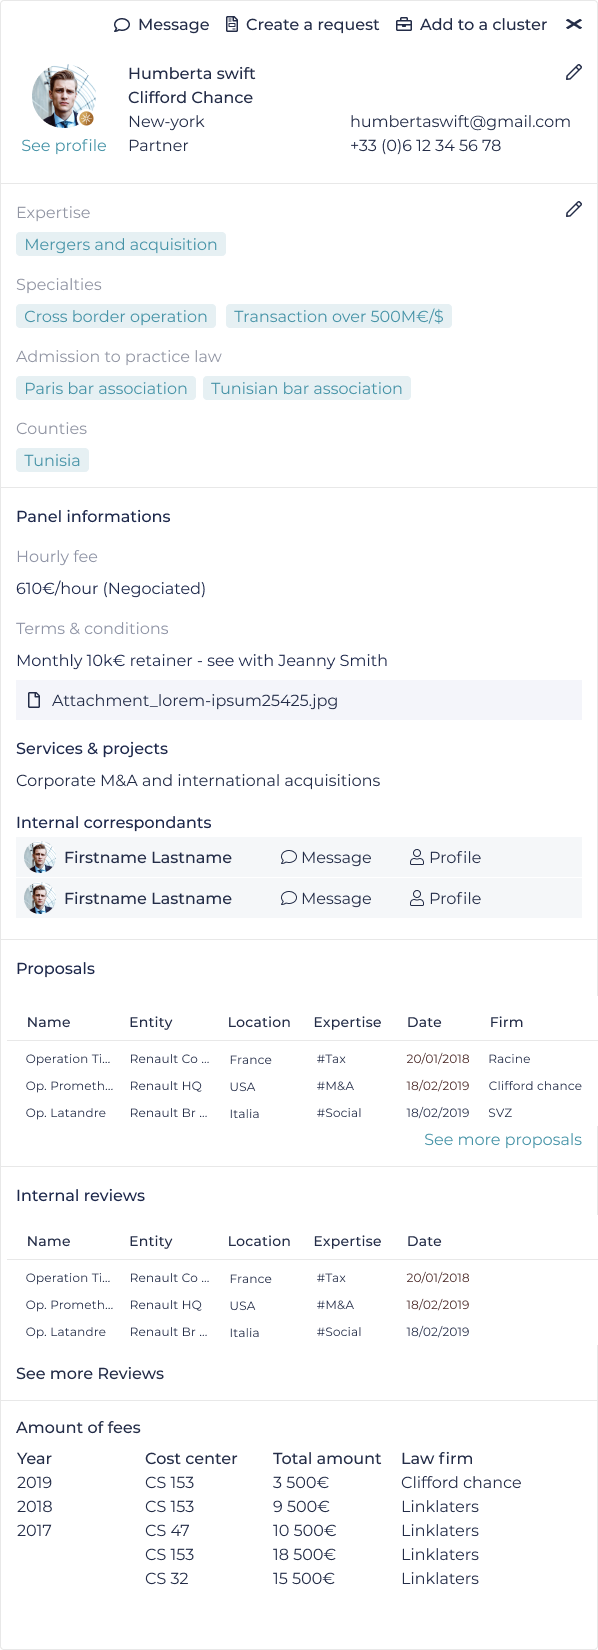 Message Create a request Add to a cluster
Humberta swift
Clifford Chance
New-york humbertaswift@gmail.com
See profile Partner +33 (0)6 12 34 56 78
Expertise
Mergers and acquisition
Specialties
Cross border operation Transaction over 500M€/$
Admission to practice law
Paris bar association Tunisian bar association
Counties
Tunisia
Panel informations
Hourly fee
610€/hour (Negociated)
Terms & conditions
Monthly 10k€ retainer - see with Jeanny Smith
Attachment_lorem-ipsum25425.jpg
Services & projects
Corporate M&A and international acquisitions
Internal correspondants
Firstname Lastname Message Profile
Firstname Lastname Message Profile
Proposals
Name Entity Location Expertise Date Firm
Operation Ti... Renault Co ... France #Tax 20/01/2018 Racine
Op. Prometh... Renault HQ USA #M&A 18/02/2019 Clifford chance
Op. Latandre Renault Br ... Italia #Social 18/02/2019 SVZ
See more proposals
Internal reviews
Name Entity Location Expertise Date
Operation Ti... Renault Co ... France #Tax 20/01/2018
Op. Prometh... Renault HQ USA #M&A 18/02/2019
Op. Latandre Renault Br ... Italia #Social 18/02/2019
See more Reviews
Amount of fees
Year Cost center Total amount Law firm
2019 CS 153 3 500€ Clifford chance
2018 CS 153 9 500€ Linklaters
2017 CS 47 10 500€ Linklaters
CS 153 18 500€ Linklaters
CS 32 15 500€ Linklaters